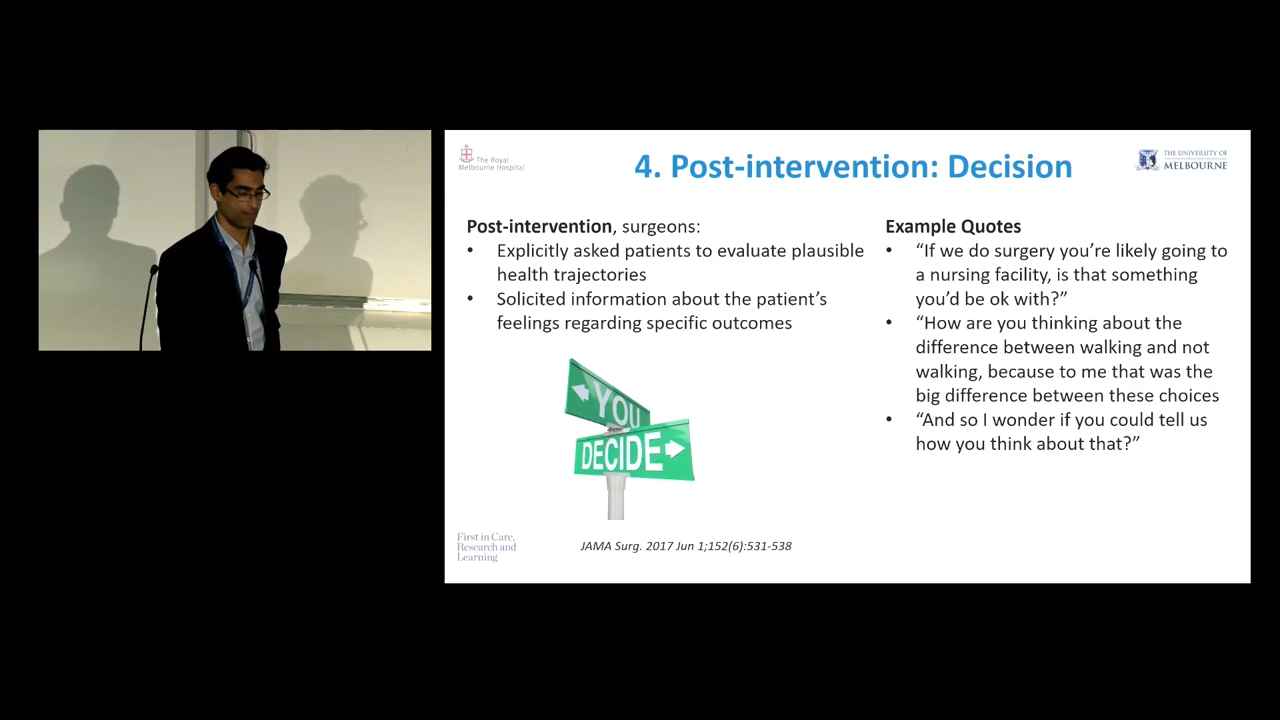 The Royal
Melbourne Hospital
4. Post-intervention: Decision
THE UNIVERSITY OF
MELBOURNE
Post-intervention, surgeons:
• Explicitly asked patients to evaluate plausible
health trajectories
• Solicited information about the patient’s
feelings regarding specific outcomes
YOU
DECIDE
Example Quotes
• “If we do surgery you’re likely going to
a nursing facility, is that something
you’d be ok with?”
• “How are you thinking about the
difference between walking and not
walking, because to me that was the
big difference between these choices
• “And so I wonder if you could tell us
how you think about that?”
First in Care,
Research and
Learning
JAMA Surg. 2017 Jun 1;152(6):531-538